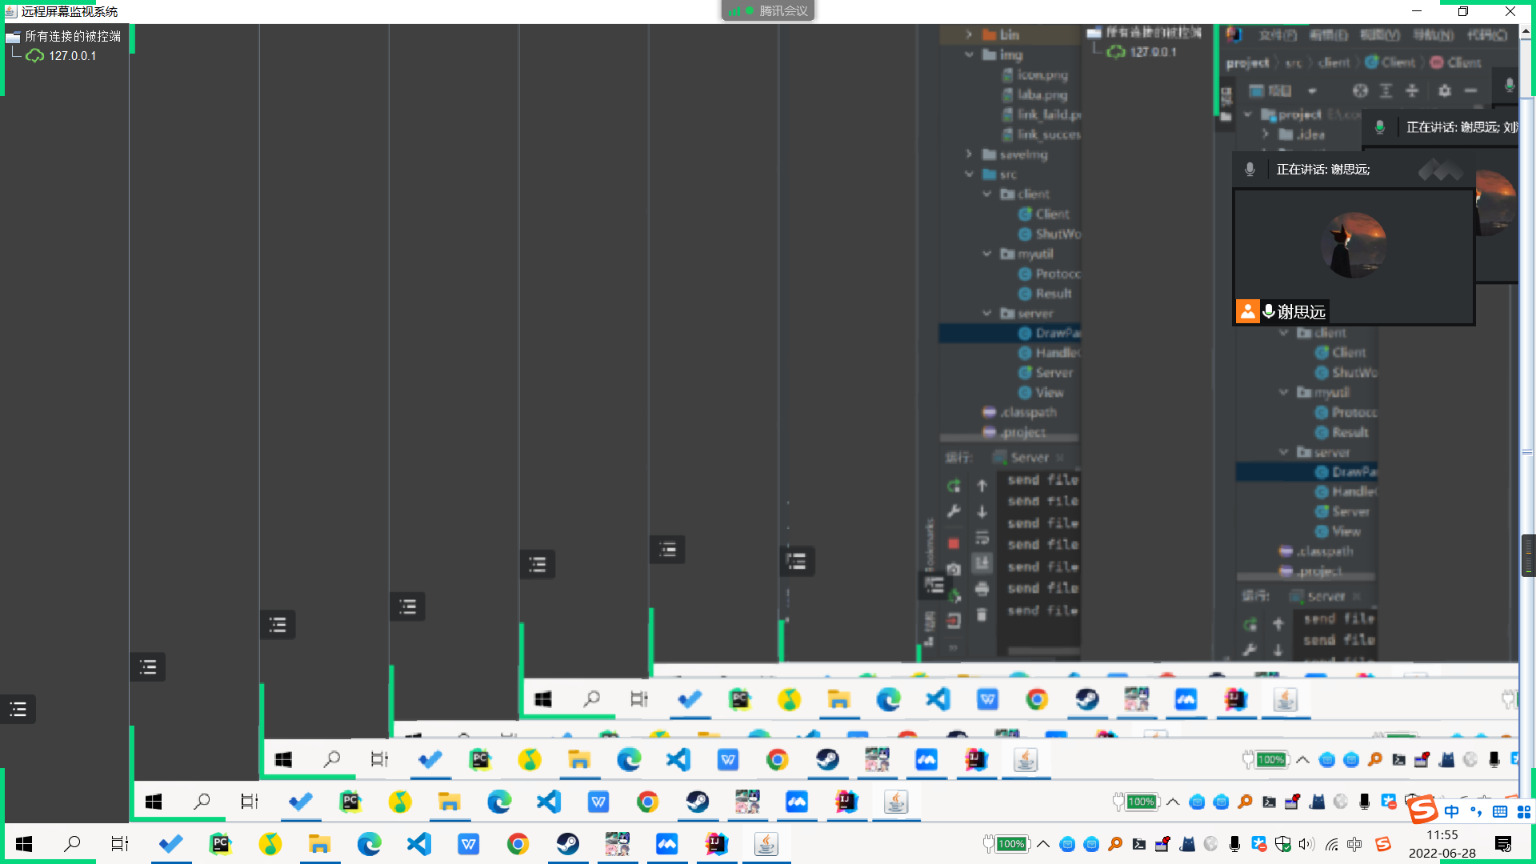 远程屏幕监视系统
腾讯会议
所有连接的被控端
127.0.0.1
bin
img
icon.png
laba.png
link_faild.p
link_succes
saveImg
src
client
Client
ShutWo
myutil
Protoco
Result
server
DrawPa
Handle
Server
View
.classpath
.project
运行: Server
send file
send file
send file
send file
send file
send file
send file
Bookmarks
结构
所有连接的被控端
127.0.0.1
文件(F) 编辑(E) 视图(V) 导航(N) 代码(C)
project src client Client Client
项目
project
.idea
正在讲话: 谢思远; 刘
正在讲话: 谢思远;
谢思远
client
Client
ShutWo
myutil
Protoco
Result
server
DrawPa
Handle
Server
View
.classpath
.project
运行: Server
send file
send file
100%
100%
100%
中
11:55
2022-06-28